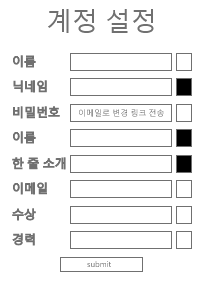 계정 설정
이름
닉네임
비밀번호 이메일로 변경 링크 전송
이름
한 줄 소개
이메일
수상
경력
submit